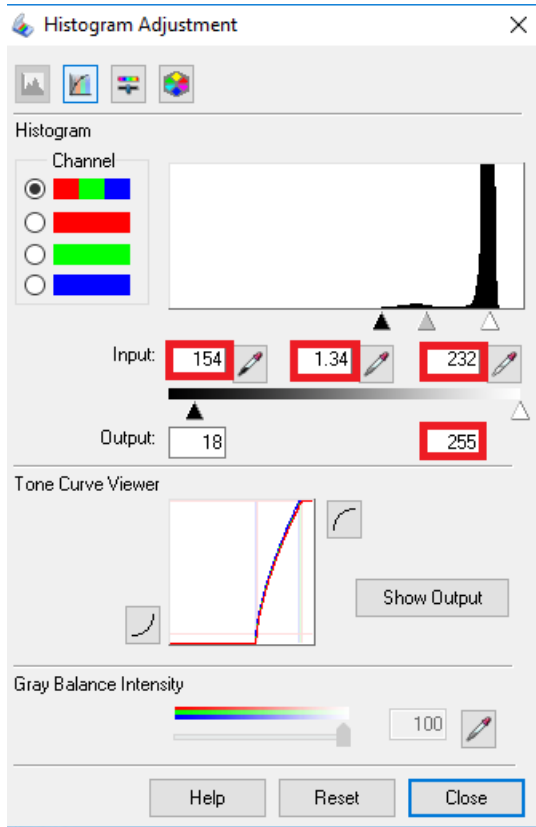 Histogram Adjustment
Histogram
Channel
Input: 154 1.34 232
Output: 18 255
Tone Curve Viewer
Show Output
Gray Balance Intensity
100
Help Reset Close